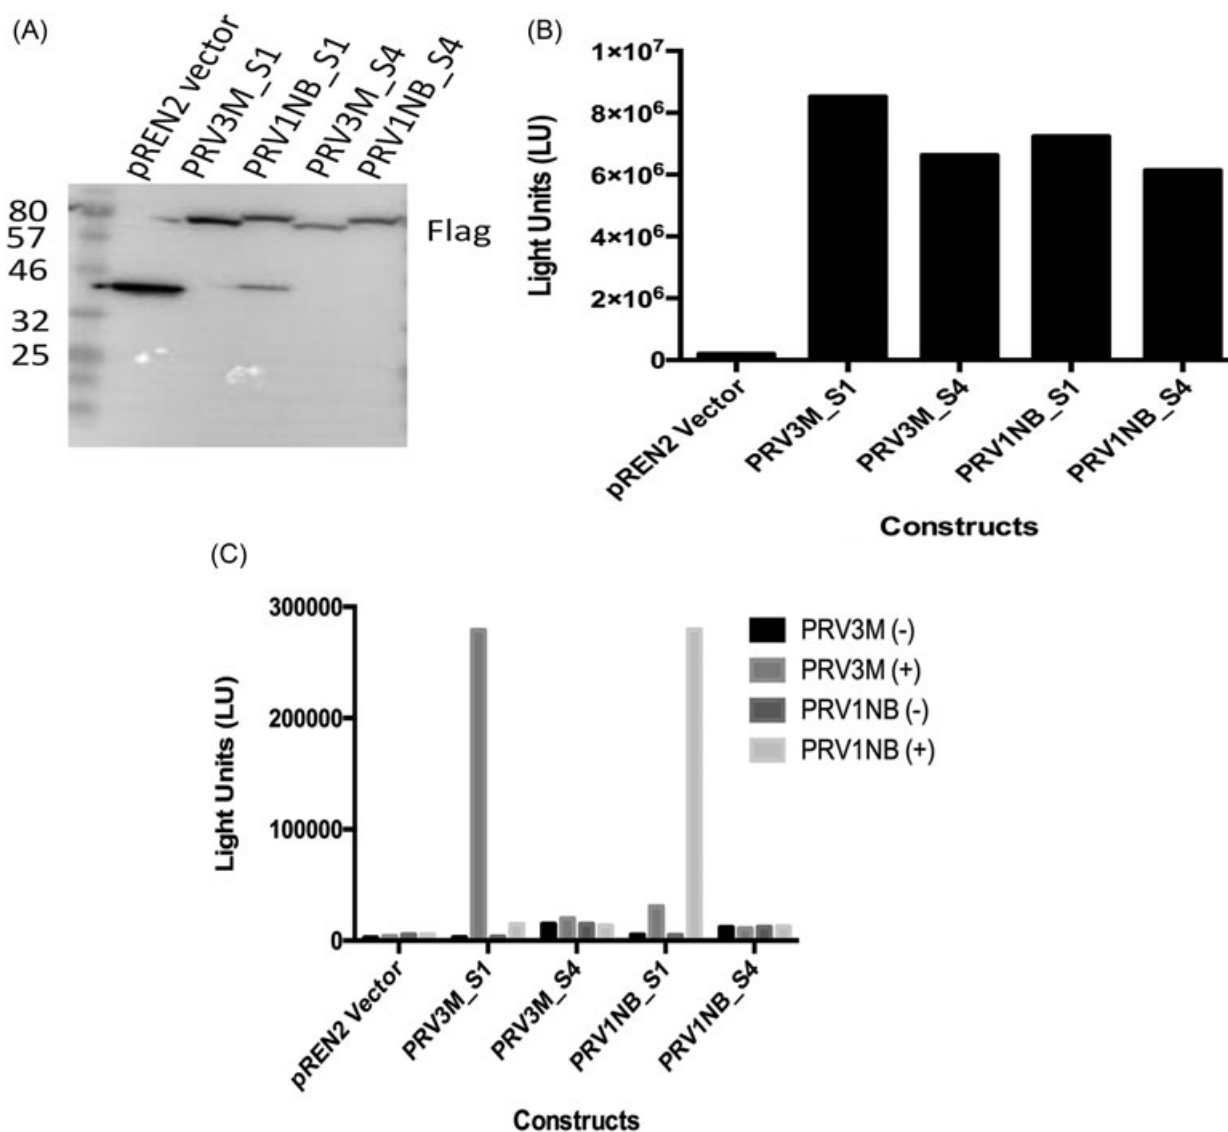 (A)
pREN2 vector
PRV3M_S1
PRV1NB_S1
PRV3M_S4
PRV1NB_S4
80
57
46
32
25
Flag
(B)
Light Units (LU)
1×10⁷
8×10⁶
6×10⁶
4×10⁶
2×10⁶
0
pREN2 Vector
PRV3M_S1
PRV3M_S4
PRV1NB_S1
PRV1NB_S4
Constructs
(C)
Light Units (LU)
300000
200000
100000
0
PRV3M (-)
PRV3M (+)
PRV1NB (-)
PRV1NB (+)
pREN2 Vector
PRV3M_S1
PRV3M_S4
PRV1NB_S1
PRV1NB_S4
Constructs